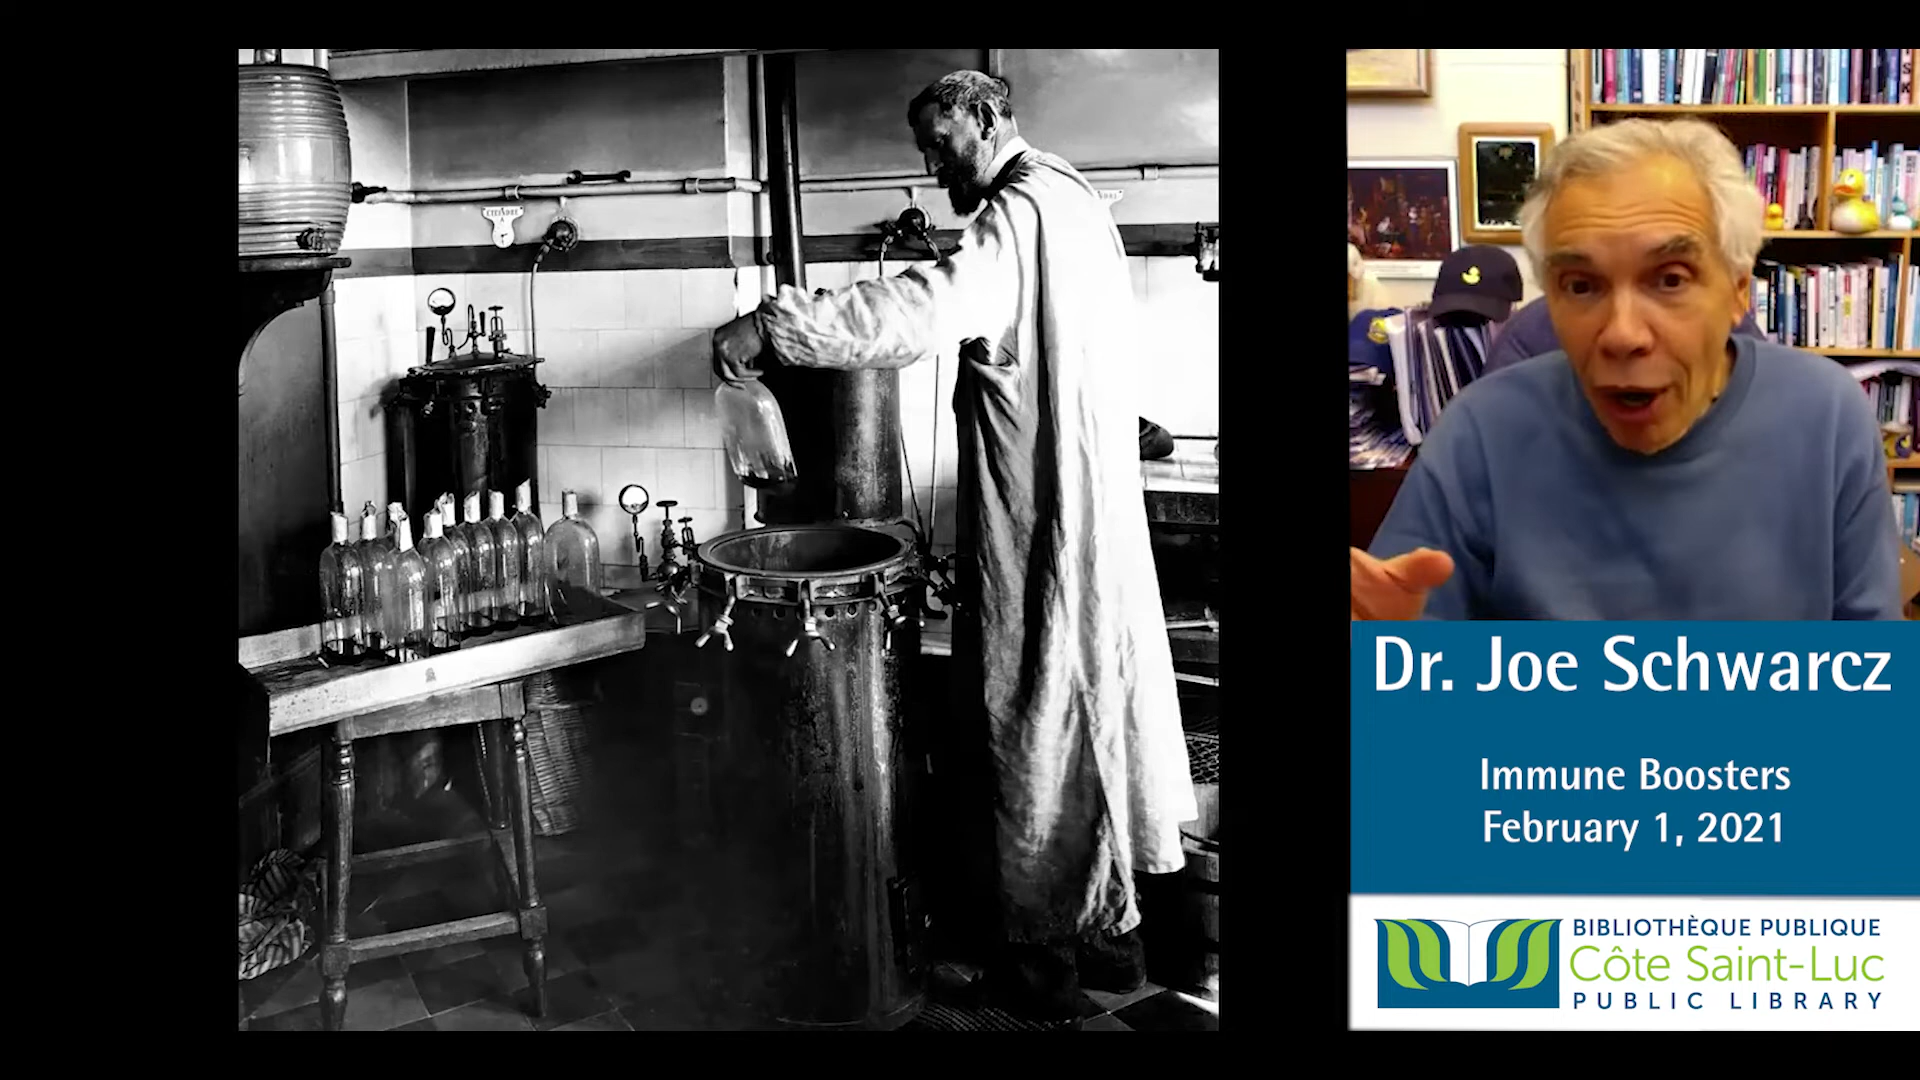 Dr. Joe Schwarcz
Immune Boosters
February 1, 2021
BIBLIOTHÈQUE PUBLIQUE
Côte Saint-Luc
PUBLIC LIBRARY